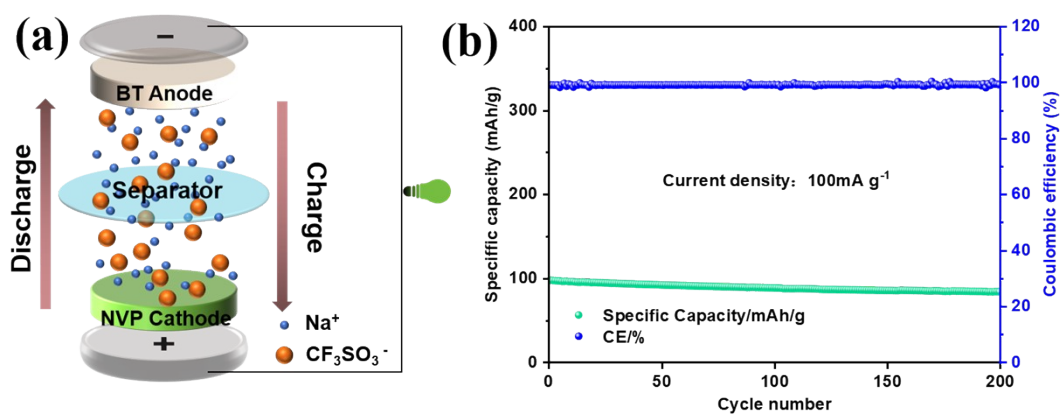 (a)
-
BT Anode
Discharge
Separator
Charge
NVP Cathode
+
Na⁺
CF₃SO₃⁻
(b)
Speciffic capacity (mAh/g)
400
300
200
100
0
Current density: 100mA g⁻¹
Specific Capacity/mAh/g
CE/%
0
50
100
150
200
Cycle number
120
100
80
60
40
20
0
Coulombic efficiency (%)